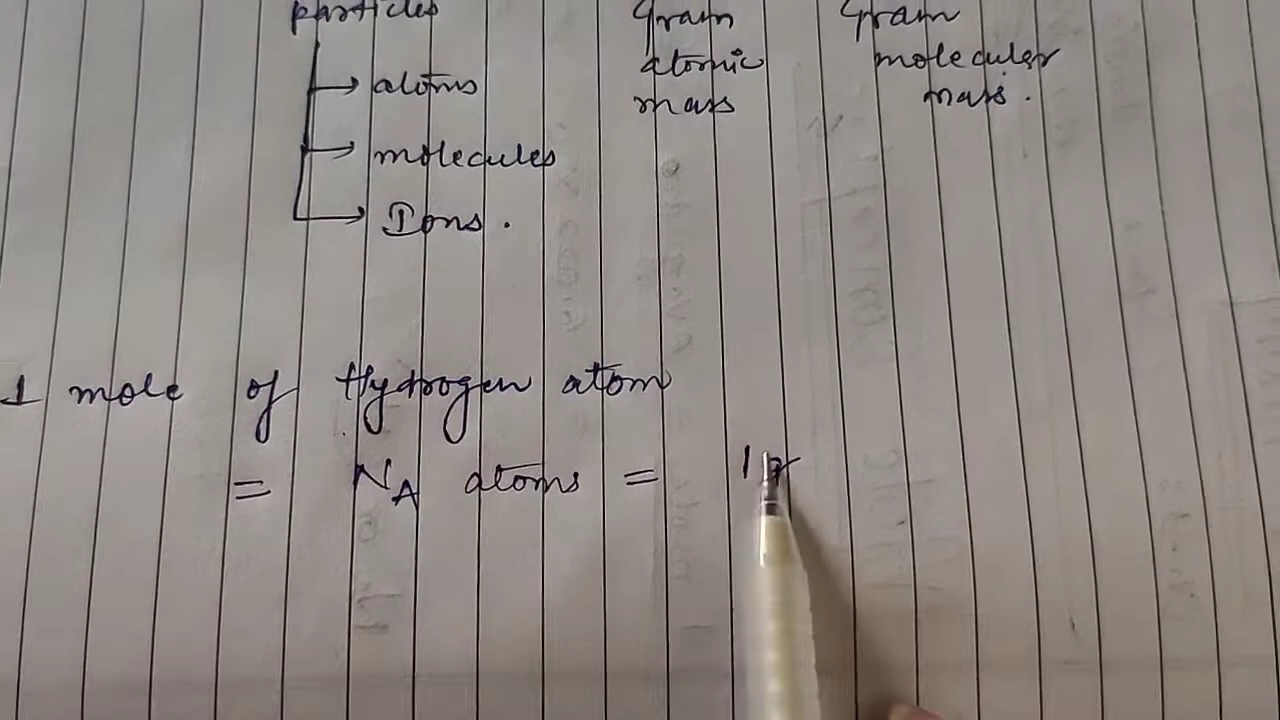 particles
Gram Gram
atomic molecular
mass mass.
atoms
molecules
Ions.
1 mole of Hydrogen atom
= NA atoms = 1g